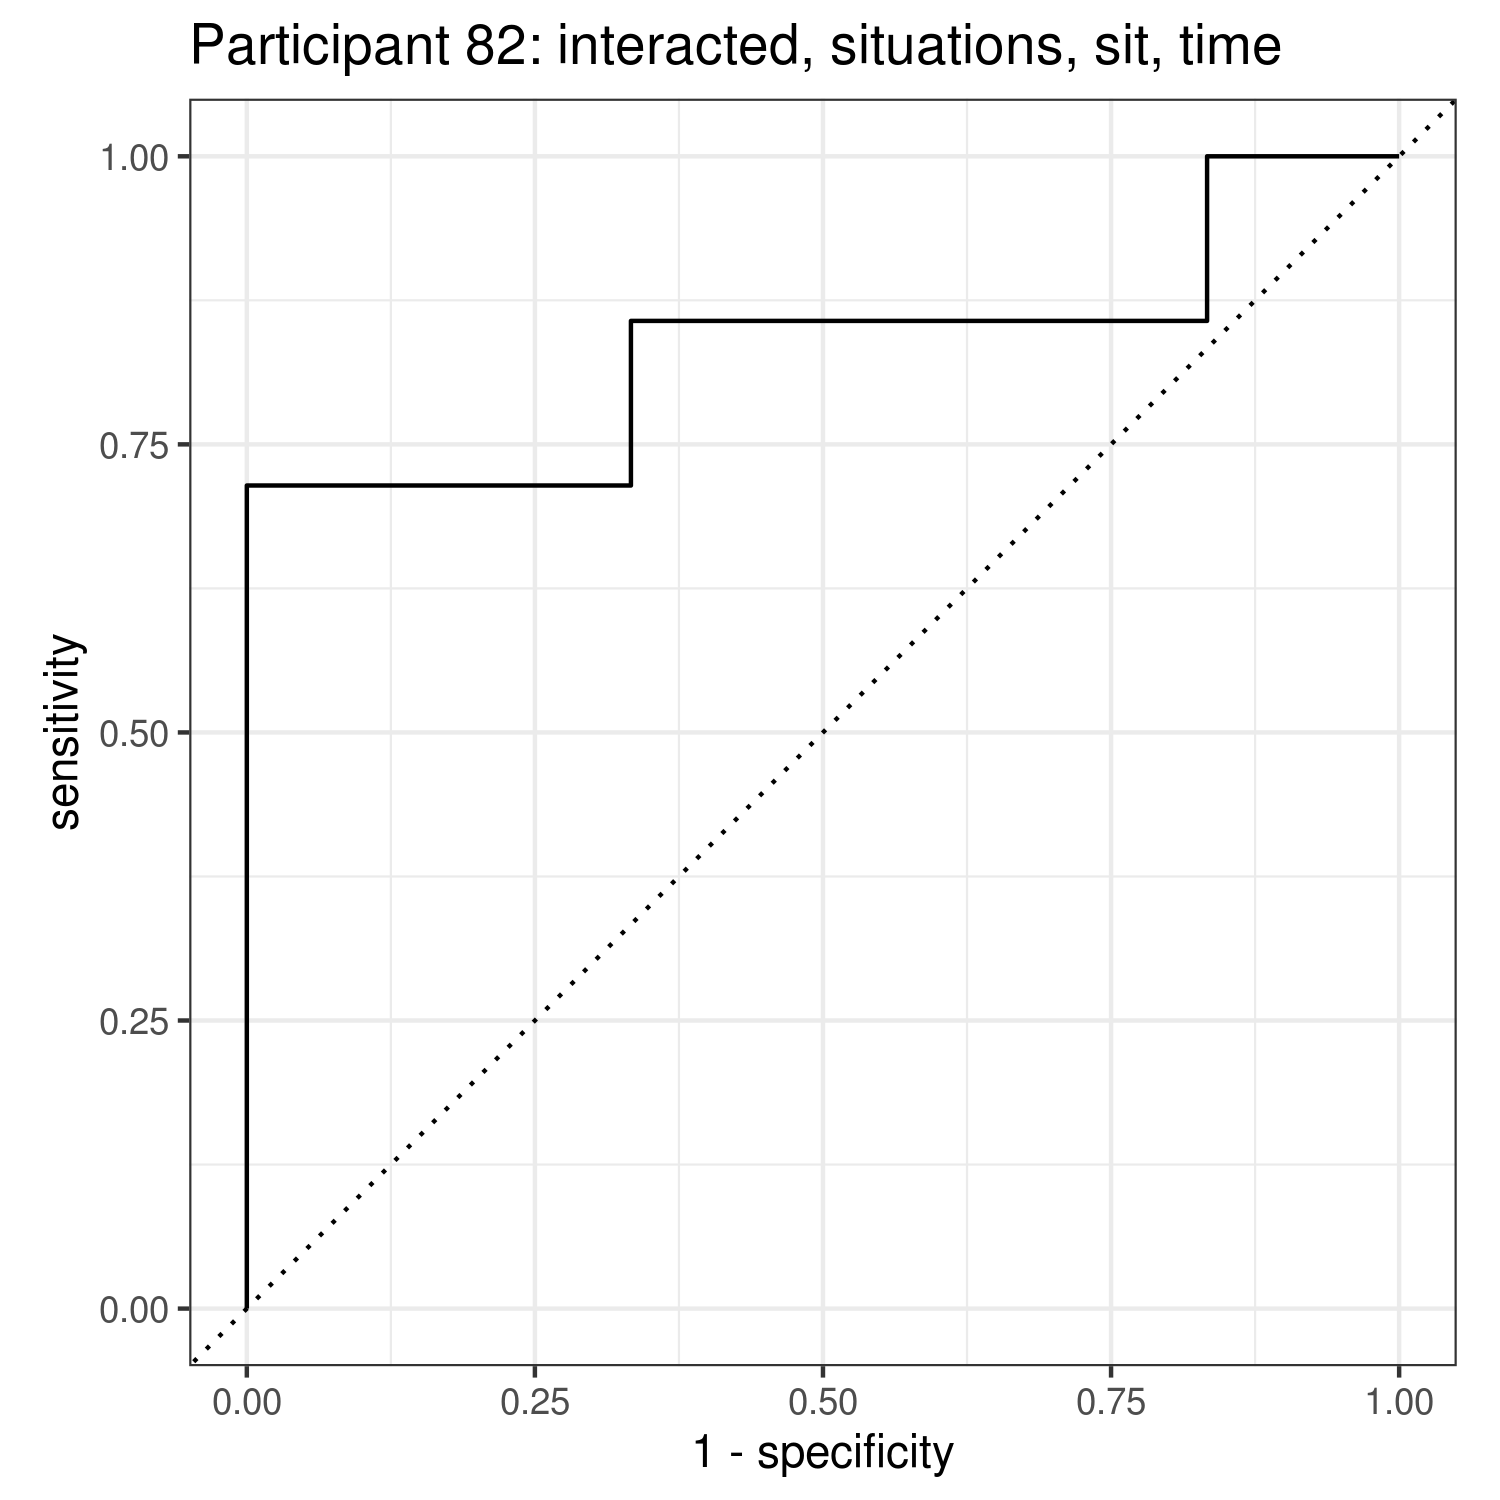 Participant 82: interacted, situations, sit, time
1.00
0.75
0.50
0.25
0.00
sensitivity
0.00 0.25 0.50 0.75 1.00
1 - specificity